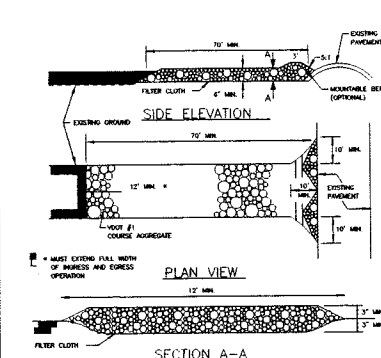 70' MIN.
EXISTING
PAVEMENT
A
3'
5:1
FILTER CLOTH
6" MIN.
A
MOUNTABLE BER
(OPTIONAL)
SIDE ELEVATION
EXISTING GROUND
70' MIN.
10' MIN.
12' MIN. *
10'
MIN.
EXISTING
PAVEMENT
VDOT #1
COURSE AGGREGATE
10' MIN.
* MUST EXTEND FULL WIDTH
OF INGRESS AND EGRESS
OPERATION
PLAN VIEW
12' MIN.
3" MIN
3" MIN
FILTER CLOTH
SECTION A-A